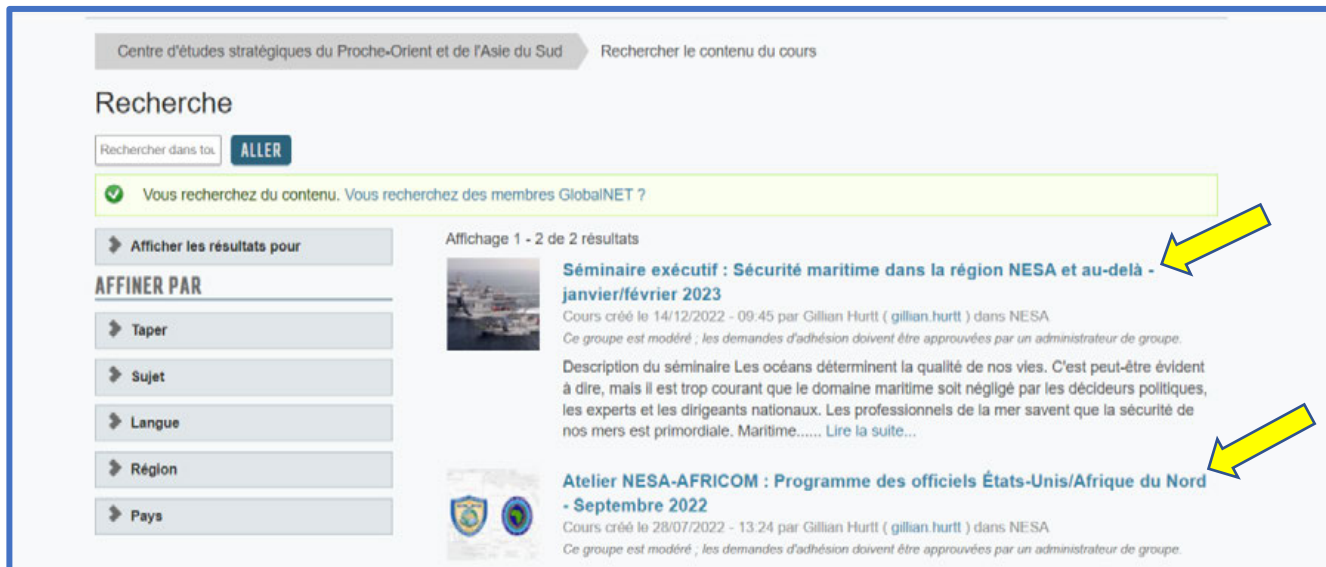 Centre d'études stratégiques du Proche-Orient et de l'Asie du Sud
Rechercher le contenu du cours
Recherche
Rechercher dans tou
ALLER
Vous recherchez du contenu. Vous recherchez des membres GlobalNET ?
Afficher les résultats pour
AFFINER PAR
Taper
Sujet
Langue
Région
Pays
Affichage 1 - 2 de 2 résultats
Séminaire exécutif : Sécurité maritime dans la région NESA et au-delà -
janvier/février 2023
Cours créé le 14/12/2022 - 09:45 par Gillian Hurtt ( gillian.hurtt ) dans NESA
Ce groupe est modéré ; les demandes d'adhésion doivent être approuvées par un administrateur de groupe.
Description du séminaire Les océans déterminent la qualité de nos vies. C'est peut-être évident
à dire, mais il est trop courant que le domaine maritime soit négligé par les décideurs politiques,
les experts et les dirigeants nationaux. Les professionnels de la mer savent que la sécurité de
nos mers est primordiale. Maritime...... Lire la suite...
Atelier NESA-AFRICOM : Programme des officiels États-Unis/Afrique du Nord
- Septembre 2022
Cours créé le 28/07/2022 - 13:24 par Gillian Hurtt ( gillian.hurtt ) dans NESA
Ce groupe est modéré ; les demandes d'adhésion doivent être approuvées par un administrateur de groupe.